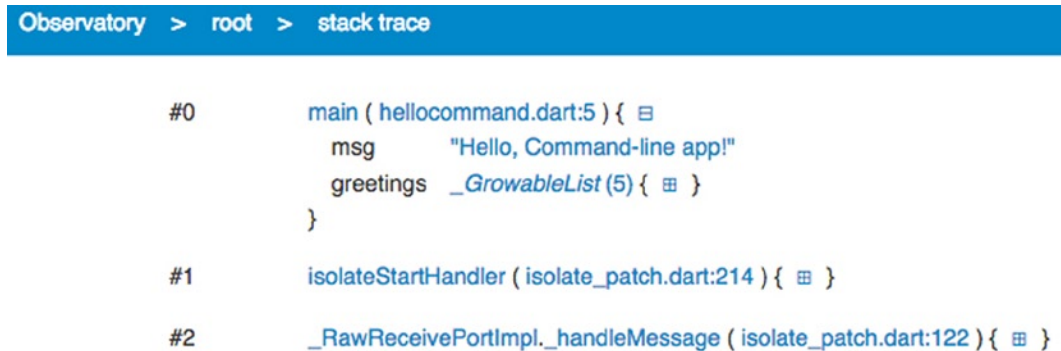 Observatory > root > stack trace
#0 main ( hellocommand.dart:5 ) { ⊟
msg "Hello, Command-line app!"
greetings _GrowableList (5) { ⊞ }
}
#1 isolateStartHandler ( isolate_patch.dart:214 ) { ⊞ }
#2 _RawReceivePortImpl._handleMessage ( isolate_patch.dart:122 ) { ⊞ }